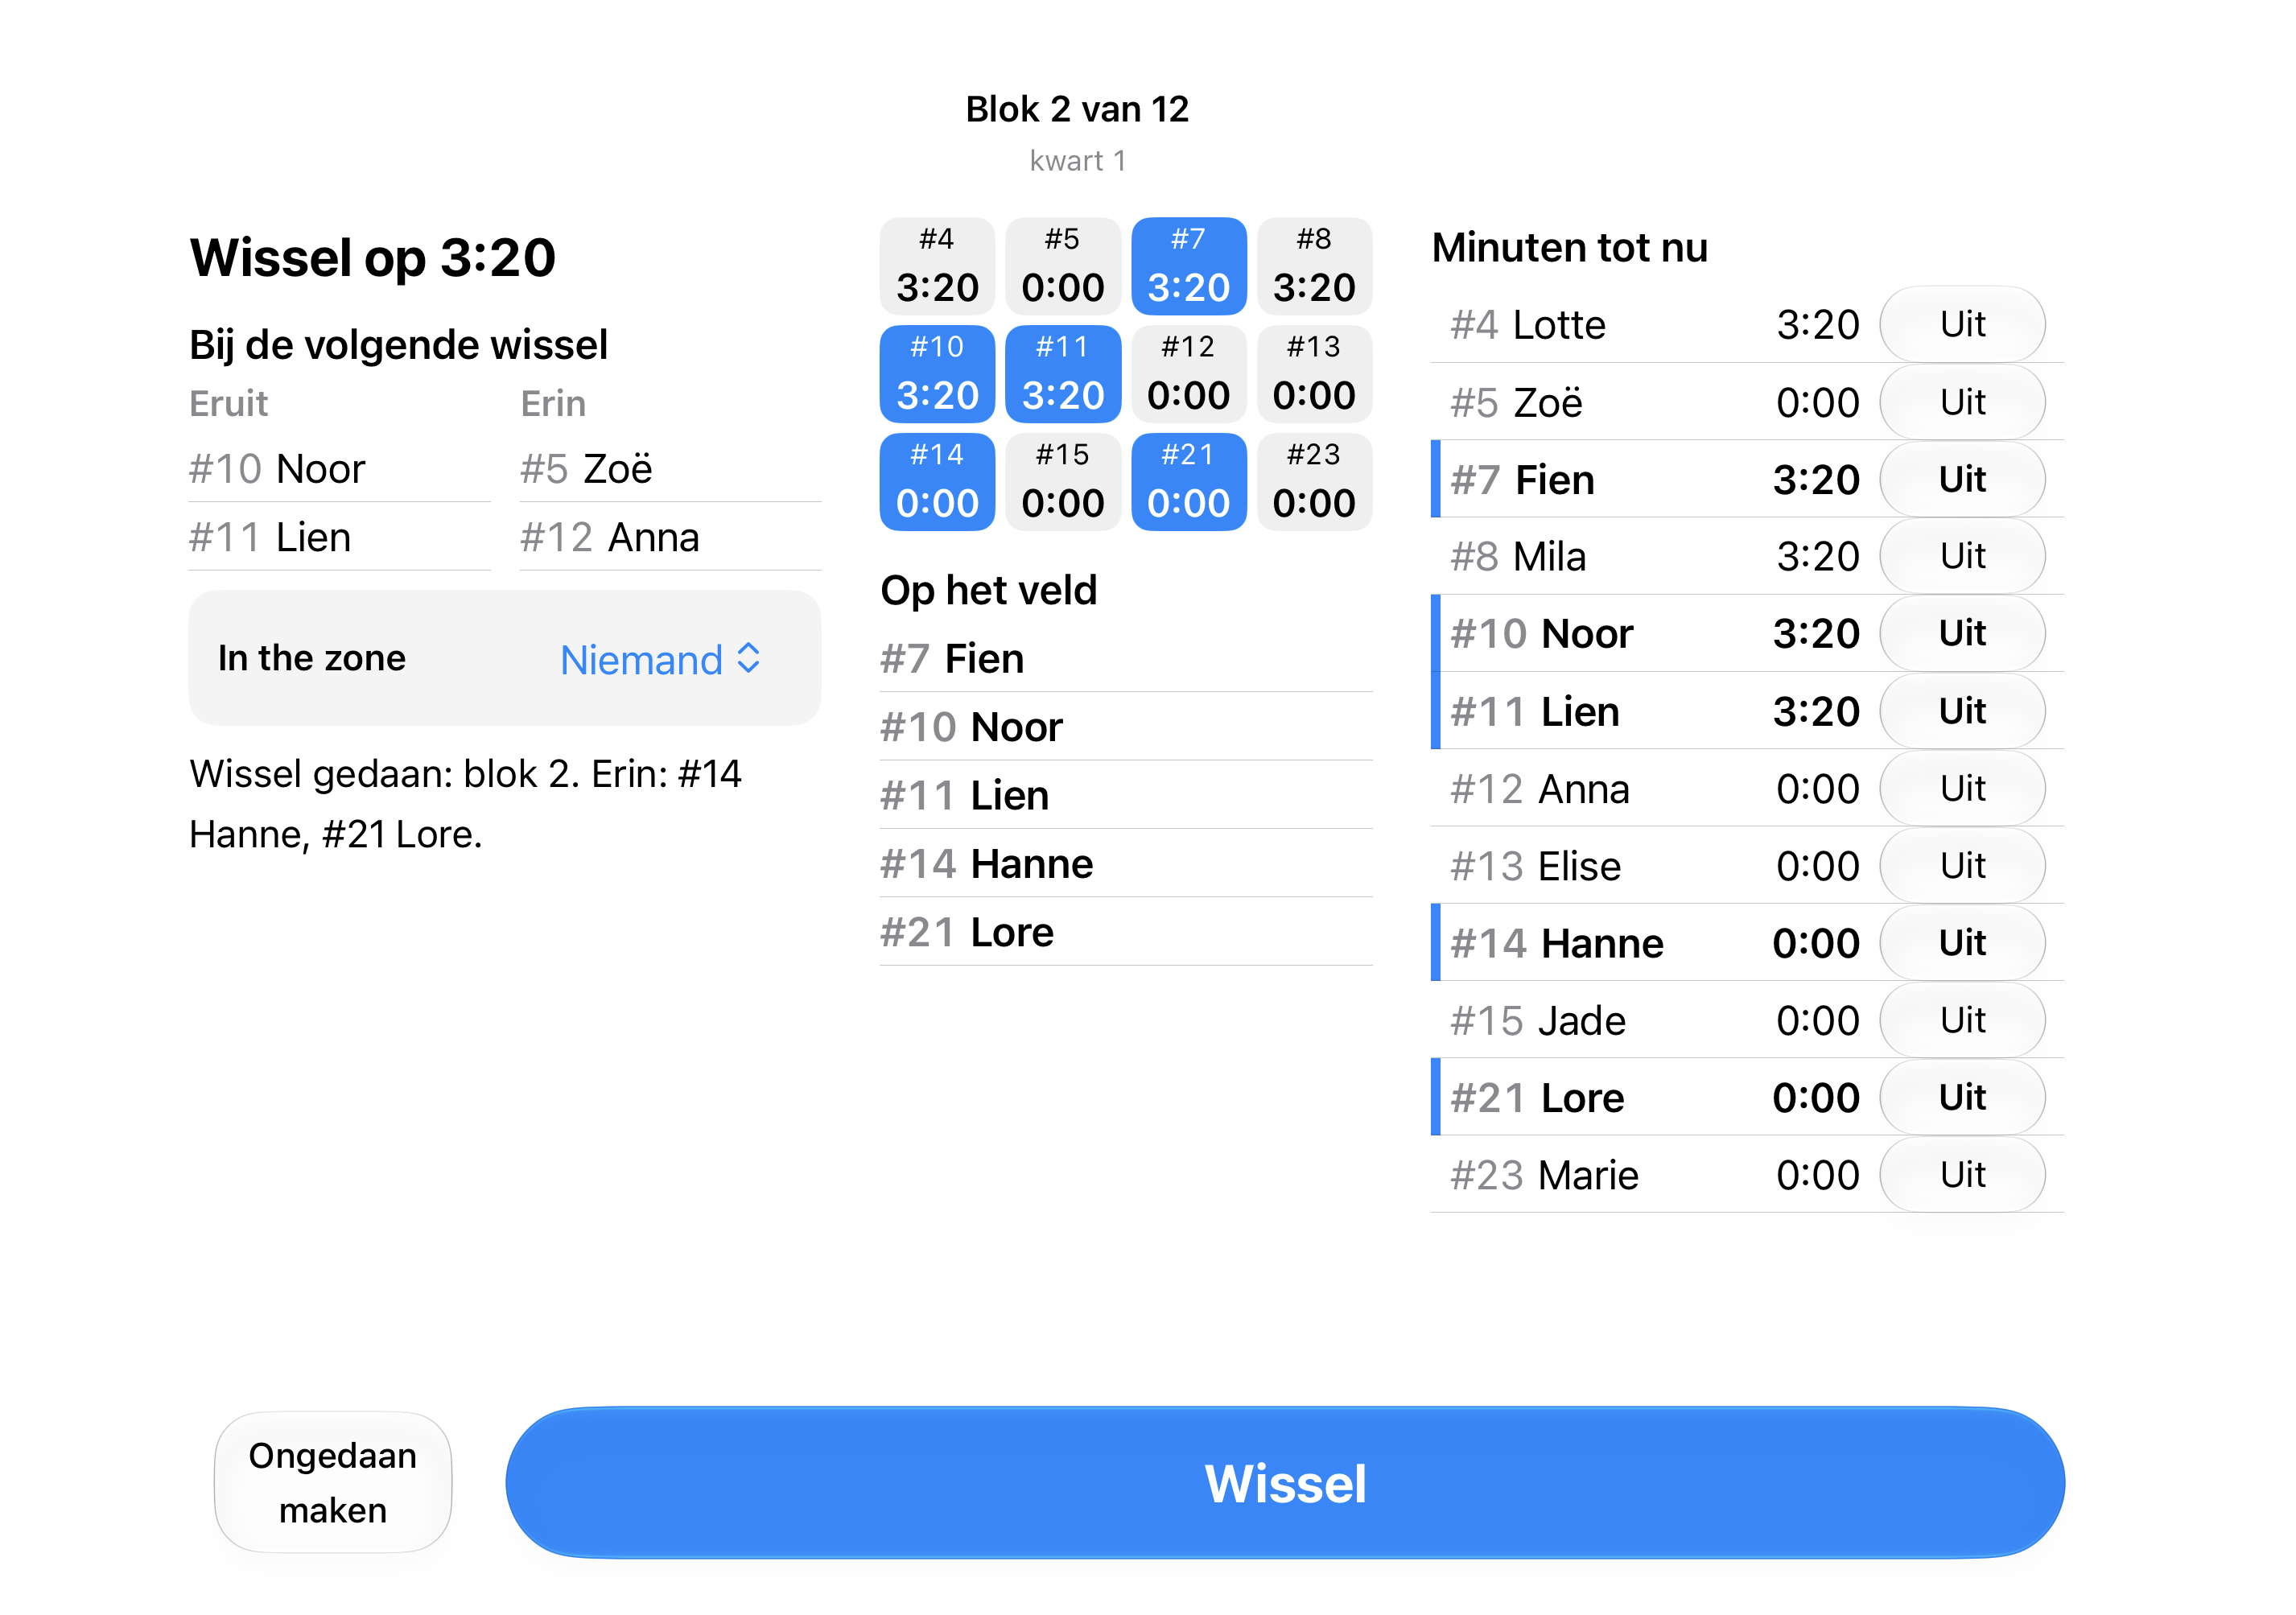 Blok 2 van 12
kwart 1
Wissel op 3:20
Bij de volgende wissel
Eruit Erin
#10 Noor #5 Zoë
#11 Lien #12 Anna
In the zone Niemand
Wissel gedaan: blok 2. Erin: #14
Hanne, #21 Lore.
#4 #5 #7 #8
3:20 0:00 3:20 3:20
#10 #11 #12 #13
3:20 3:20 0:00 0:00
#14 #15 #21 #23
0:00 0:00 0:00 0:00
Op het veld
#7 Fien
#10 Noor
#11 Lien
#14 Hanne
#21 Lore
Minuten tot nu
#4 Lotte 3:20 Uit
#5 Zoë 0:00 Uit
#7 Fien 3:20 Uit
#8 Mila 3:20 Uit
#10 Noor 3:20 Uit
#11 Lien 3:20 Uit
#12 Anna 0:00 Uit
#13 Elise 0:00 Uit
#14 Hanne 0:00 Uit
#15 Jade 0:00 Uit
#21 Lore 0:00 Uit
#23 Marie 0:00 Uit
Ongedaan
maken
Wissel